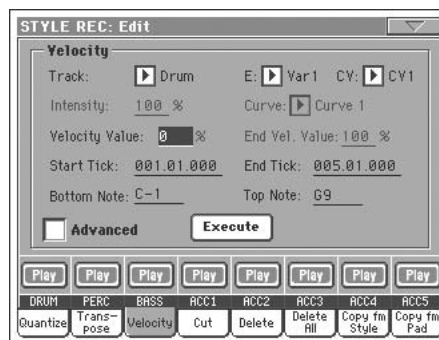 STYLE REC: Edit
Velocity
Track: Drum E: Var1 CV: CV1
Intensity: 100 % Curve: Curve 1
Velocity Value: 0 % End Vel. Value: 100 %
Start Tick: 001.01.000 End Tick: 005.01.000
Bottom Note: C-1 Top Note: G9
Advanced Execute
Play Play Play Play Play Play Play Play
DRUM PERC BASS ACC1 ACC2 ACC3 ACC4 ACC5
Quantize Trans- Velocity Cut Delete Delete Copy fm Copy fm
pose All Style Pad